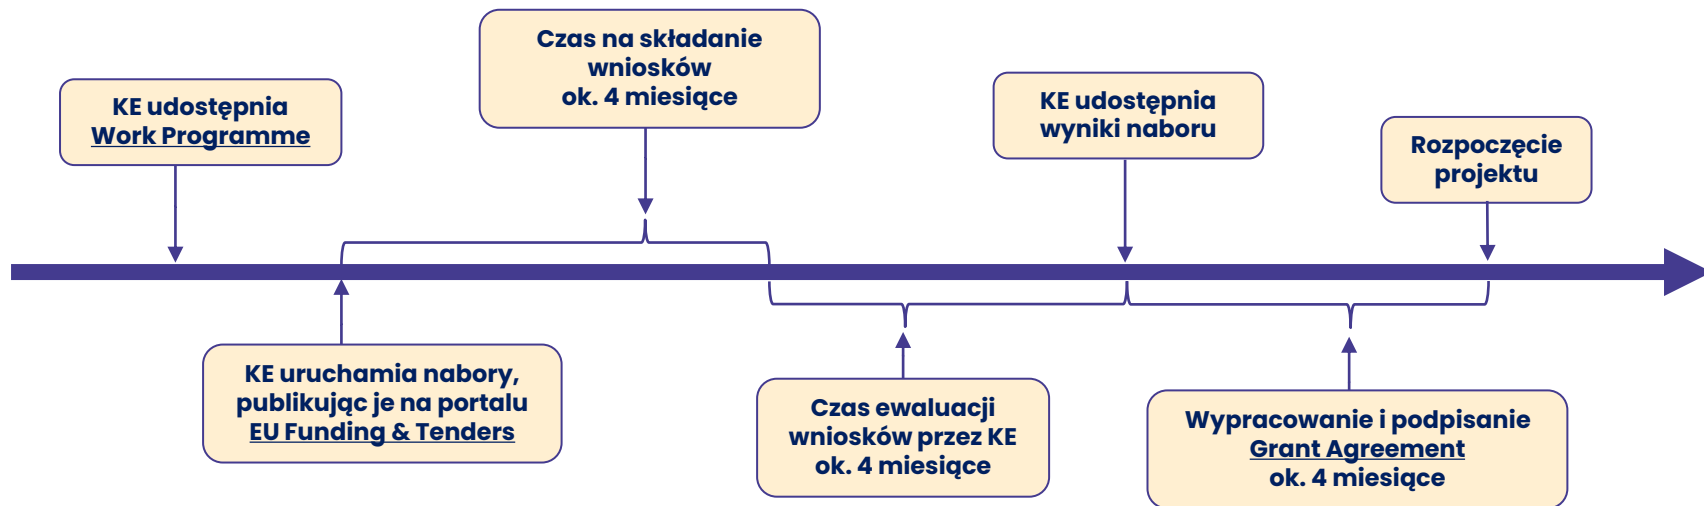 KE udostępnia
Work Programme
KE uruchamia nabory,
publikując je na portalu
EU Funding & Tenders
Czas na składanie
wniosków
ok. 4 miesiące
Czas ewaluacji
wniosków przez KE
ok. 4 miesiące
KE udostępnia
wyniki naboru
Wypracowanie i podpisanie
Grant Agreement
ok. 4 miesiące
Rozpoczęcie
projektu